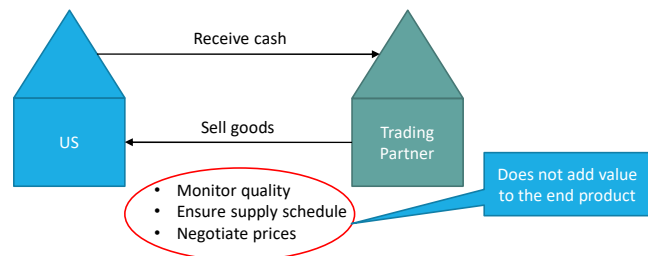 Receive cash
US
Sell goods
Trading
Partner
• Monitor quality
• Ensure supply schedule
• Negotiate prices
Does not add value
to the end product